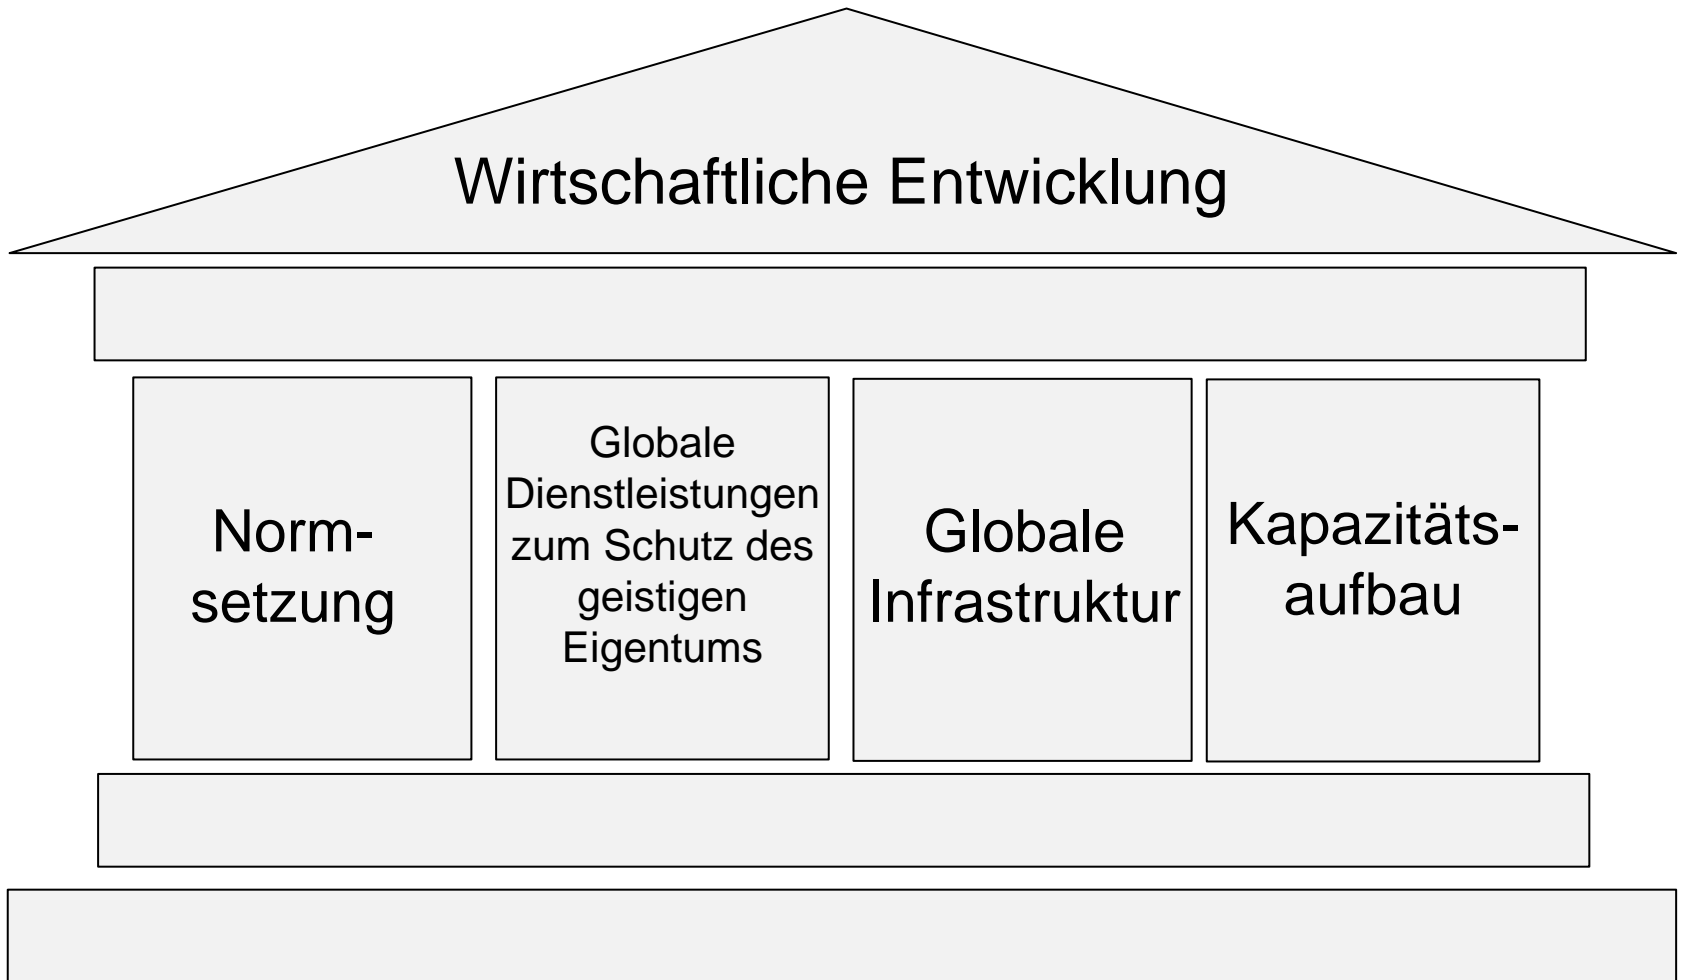 Wirtschaftliche Entwicklung
Norm-
setzung
Globale
Dienstleistungen
zum Schutz des
geistigen
Eigentums
Globale
Infrastruktur
Kapazitäts-
aufbau